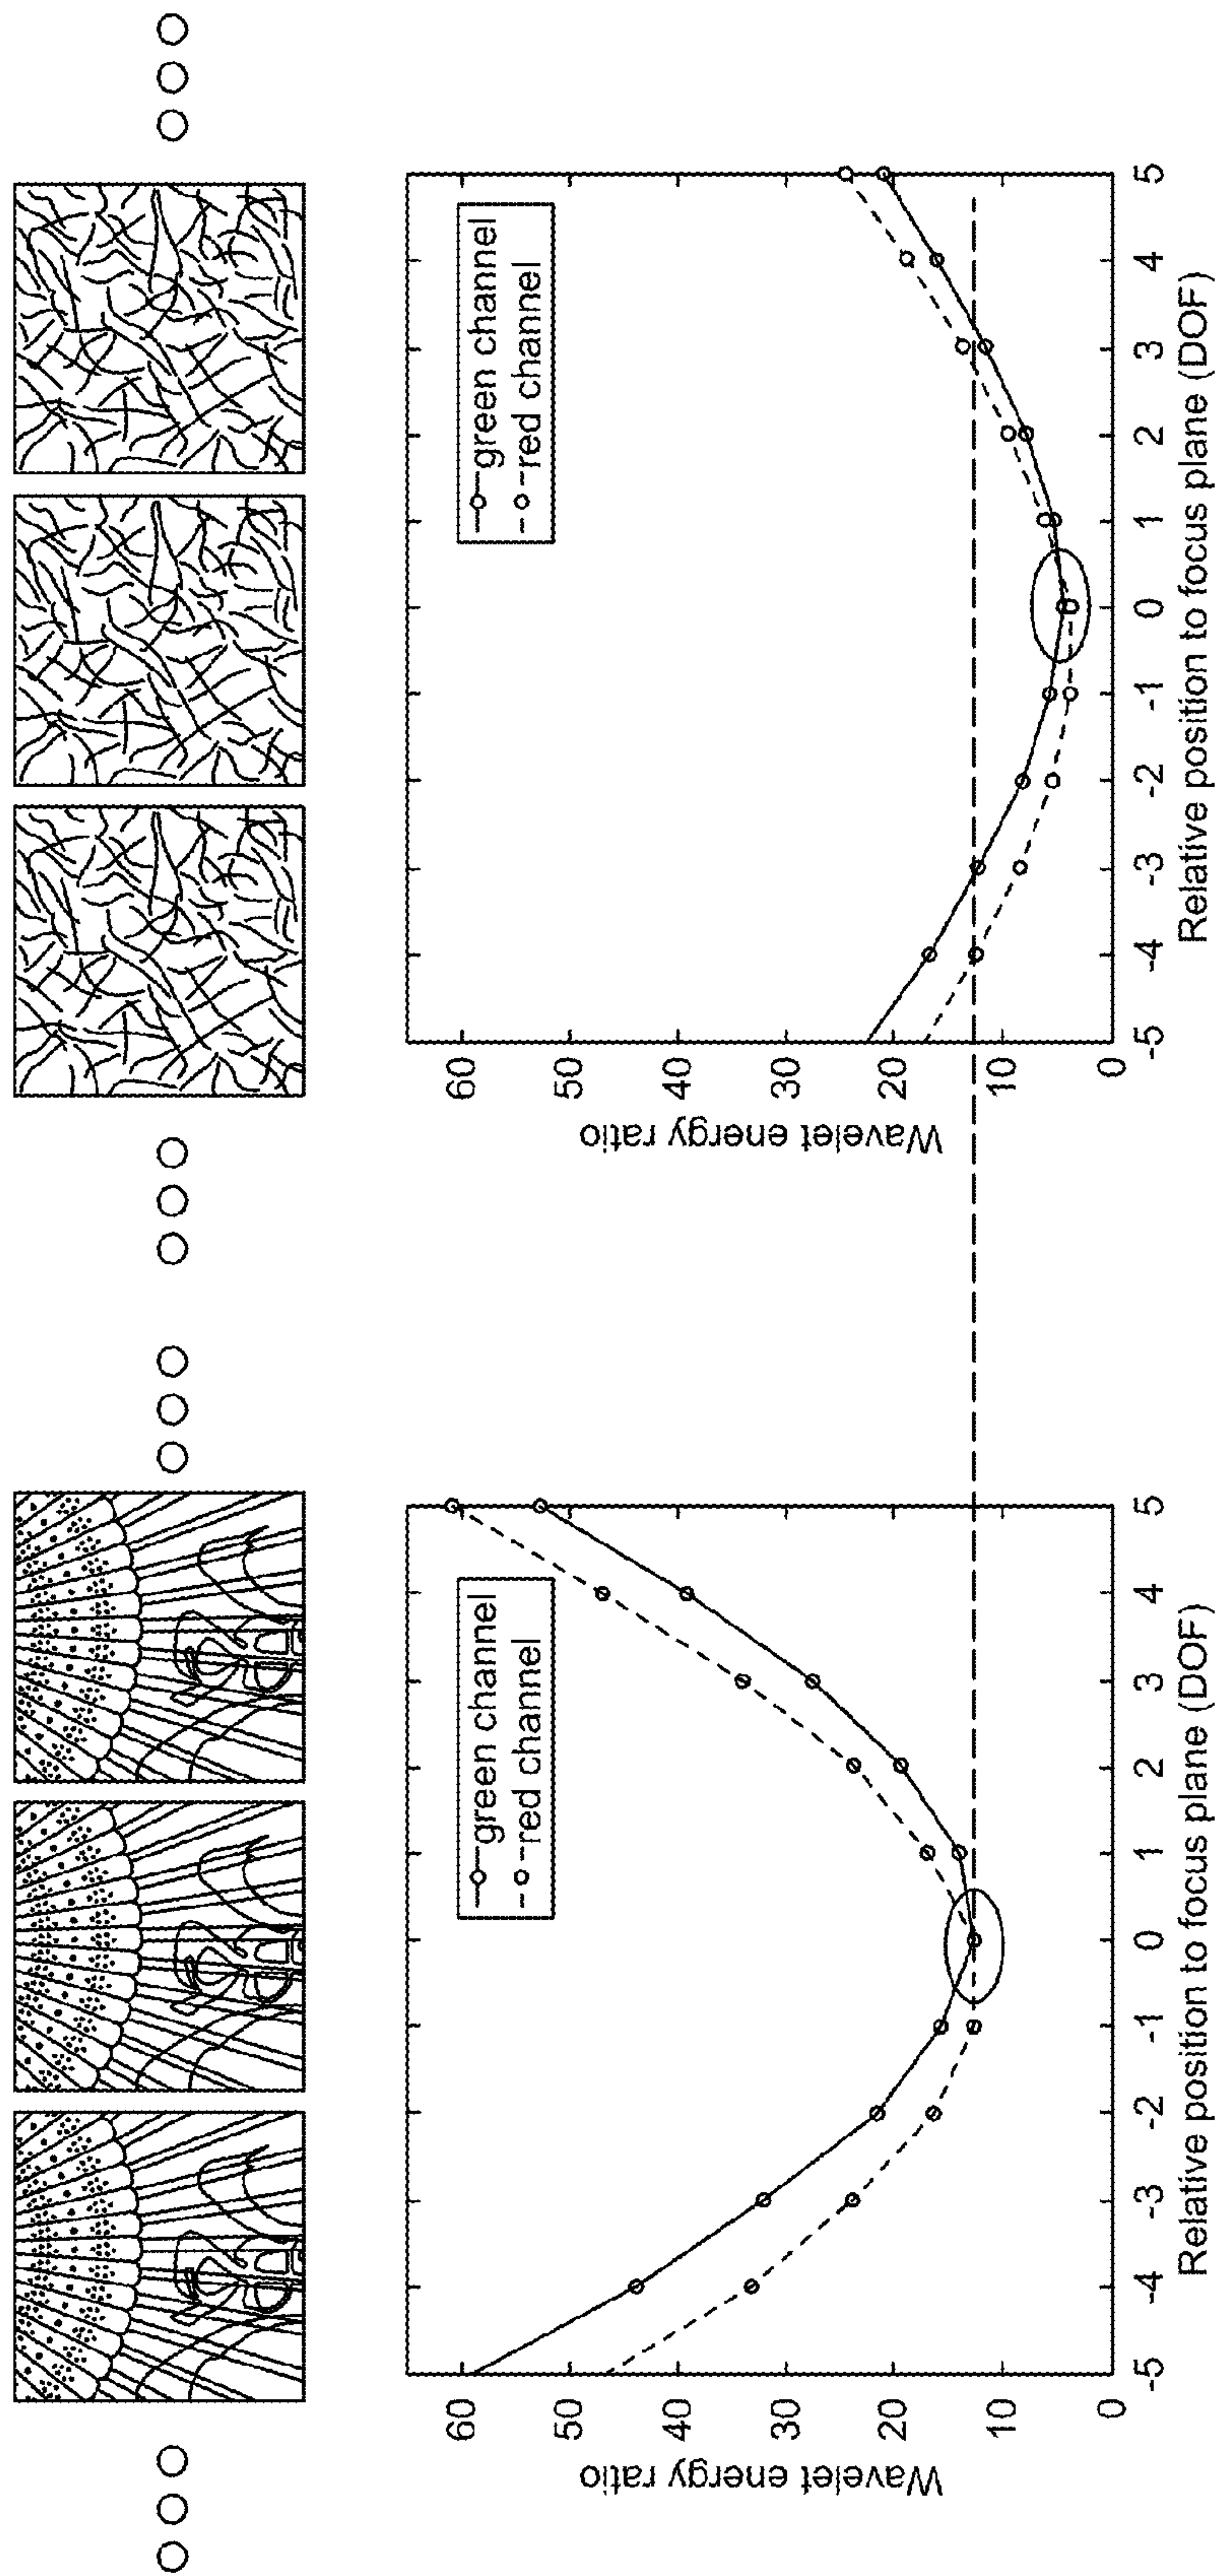 60
50
40
30
20
10
0
Wavelet energy ratio
green channel
red channel
-5 -4 -3 -2 -1 0 1 2 3 4 5
Relative position to focus plane (DOF)
60
50
40
30
20
10
0
Wavelet energy ratio
green channel
red channel
-5 -4 -3 -2 -1 0 1 2 3 4 5
Relative position to focus plane (DOF)